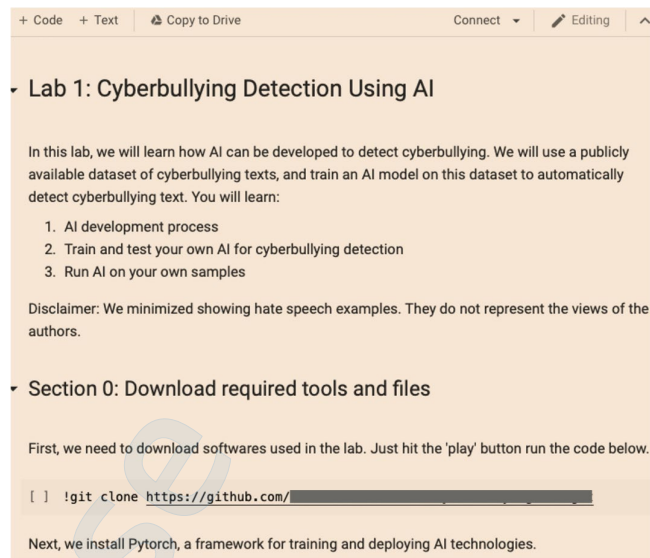 + Code + Text Copy to Drive Connect Editing
Lab 1: Cyberbullying Detection Using AI
In this lab, we will learn how AI can be developed to detect cyberbullying. We will use a publicly
available dataset of cyberbullying texts, and train an AI model on this dataset to automatically
detect cyberbullying text. You will learn:
1. AI development process
2. Train and test your own AI for cyberbullying detection
3. Run AI on your own samples
Disclaimer: We minimized showing hate speech examples. They do not represent the views of the
authors.
Section 0: Download required tools and files
First, we need to download softwares used in the lab. Just hit the 'play' button run the code below.
[ ] !git clone https://github.com/
Next, we install Pytorch, a framework for training and deploying AI technologies.